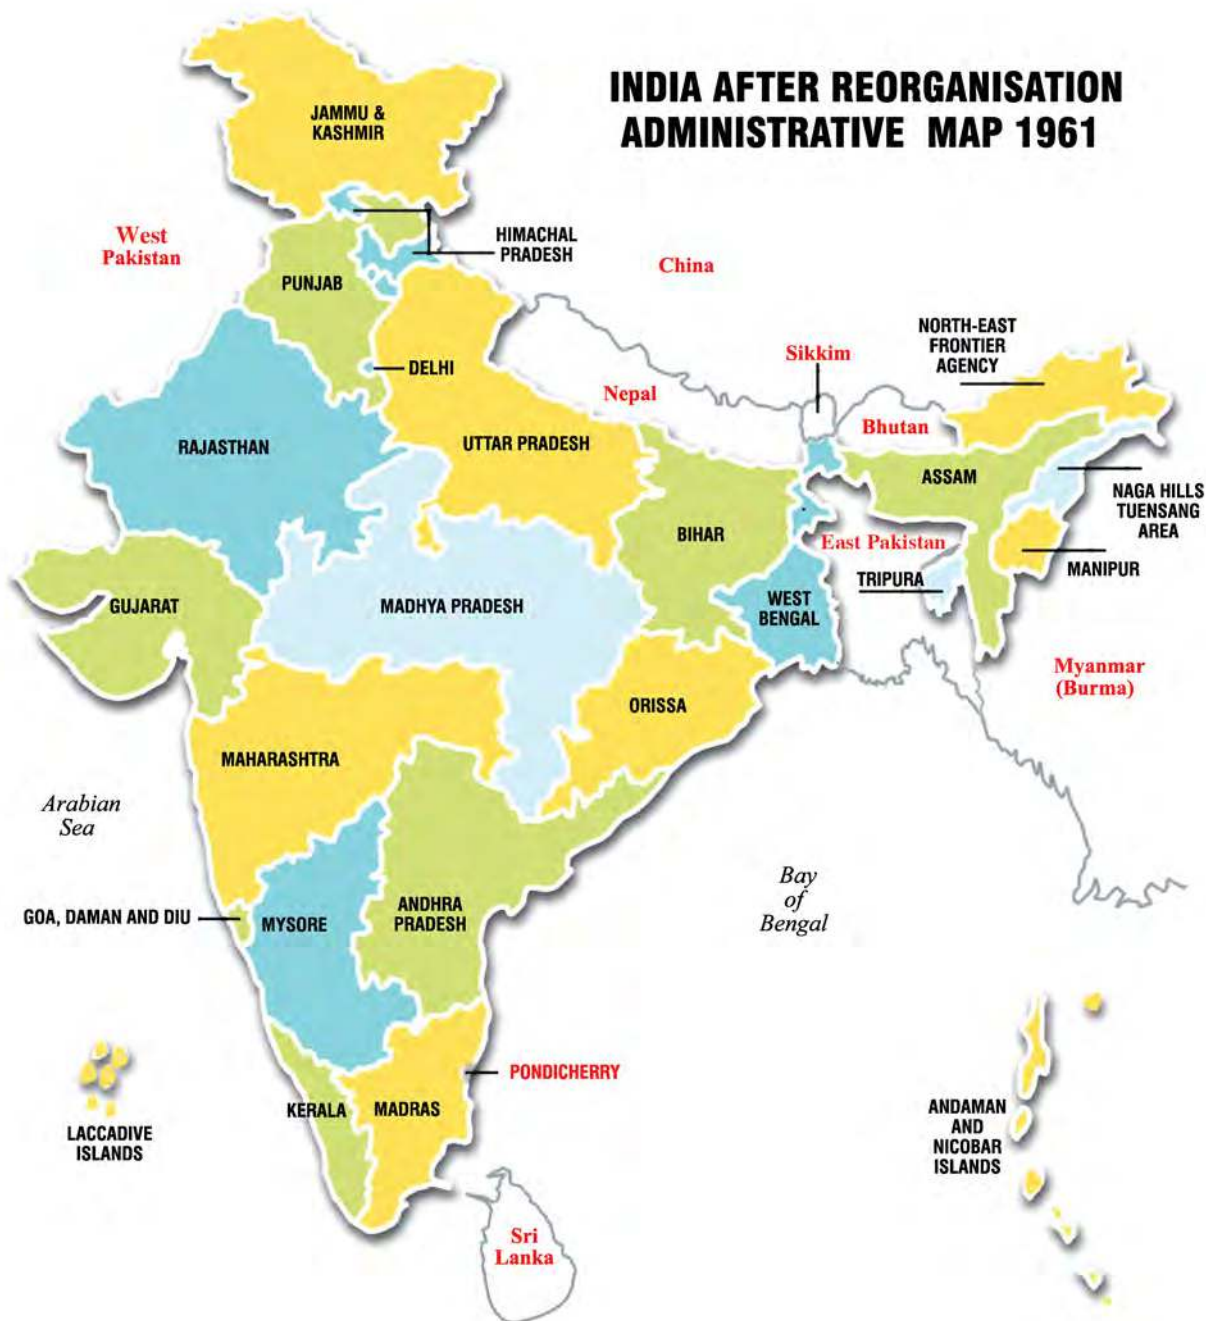 INDIA AFTER REORGANISATION
ADMINISTRATIVE MAP 1961
JAMMU &
KASHMIR
West
Pakistan
HIMACHAL
PRADESH
China
PUNJAB
NORTH-EAST
FRONTIER
AGENCY
Sikkim
DELHI
Nepal
Bhutan
RAJASTHAN
UTTAR PRADESH
ASSAM
NAGA HILLS
TUENSANG
AREA
BIHAR
East Pakistan
MANIPUR
TRIPURA
GUJARAT
MADHYA PRADESH
WEST
BENGAL
Myanmar
(Burma)
ORISSA
MAHARASHTRA
Arabian
Sea
Bay
of
Bengal
ANDHRA
PRADESH
GOA, DAMAN AND DIU
MYSORE
PONDICHERRY
KERALA
MADRAS
LACCADIVE
ISLANDS
ANDAMAN
AND
NICOBAR
ISLANDS
Sri
Lanka